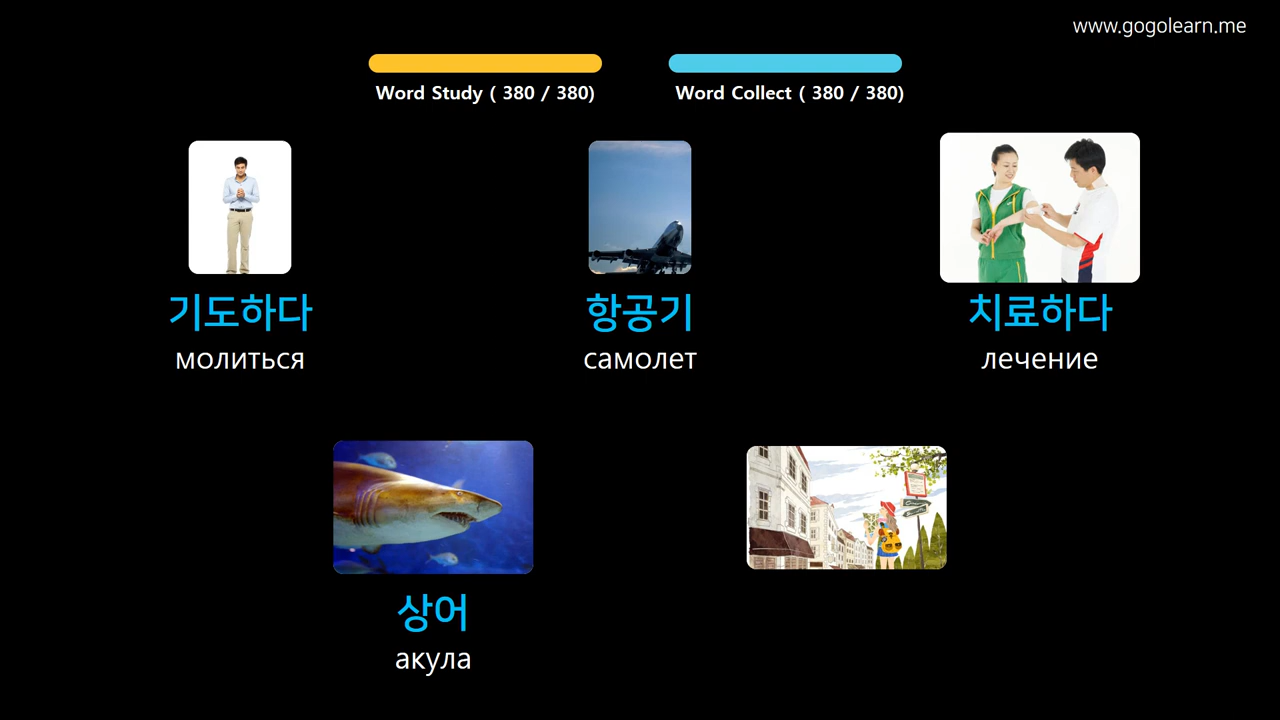 www.gogolearn.me
Word Study ( 380 / 380)
Word Collect ( 380 / 380)
기도하다
молиться
항공기
самолет
치료하다
лечение
상어
акула